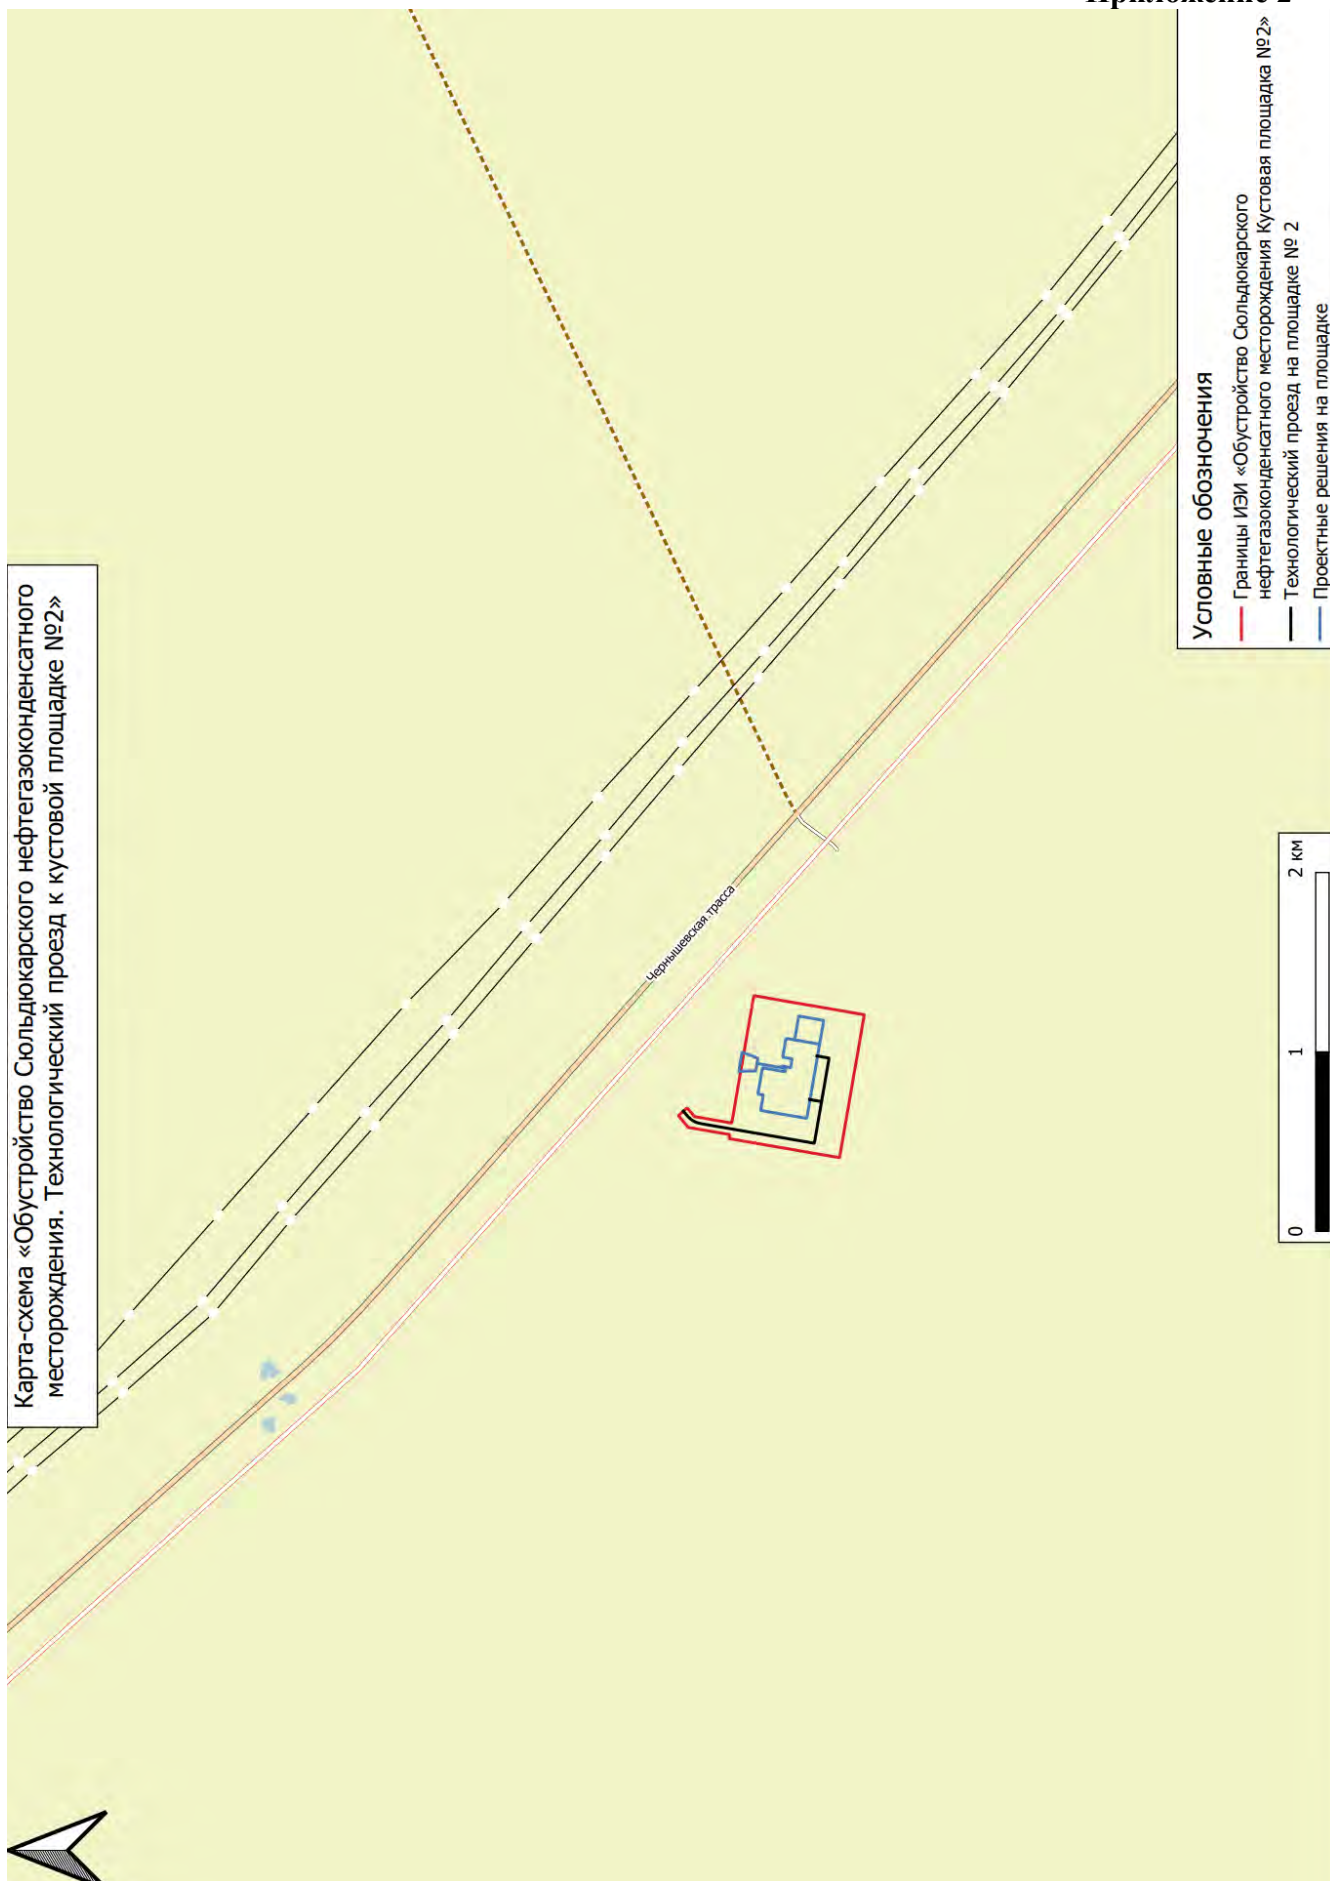 Приложение 2
Карта-схема «Обустройство Сюльдюкарского нефтегазоконденсатного
месторождения. Технологический проезд к кустовой площадке №2»
Чернышевская трасса
Условные обозначения
Границы ИЭИ «Обустройство Сюльдюкарского
нефтегазоконденсатного месторождения Кустовая площадка №2»
Технологический проезд на площадке № 2
Проектные решения на площадке
0 1 2 км